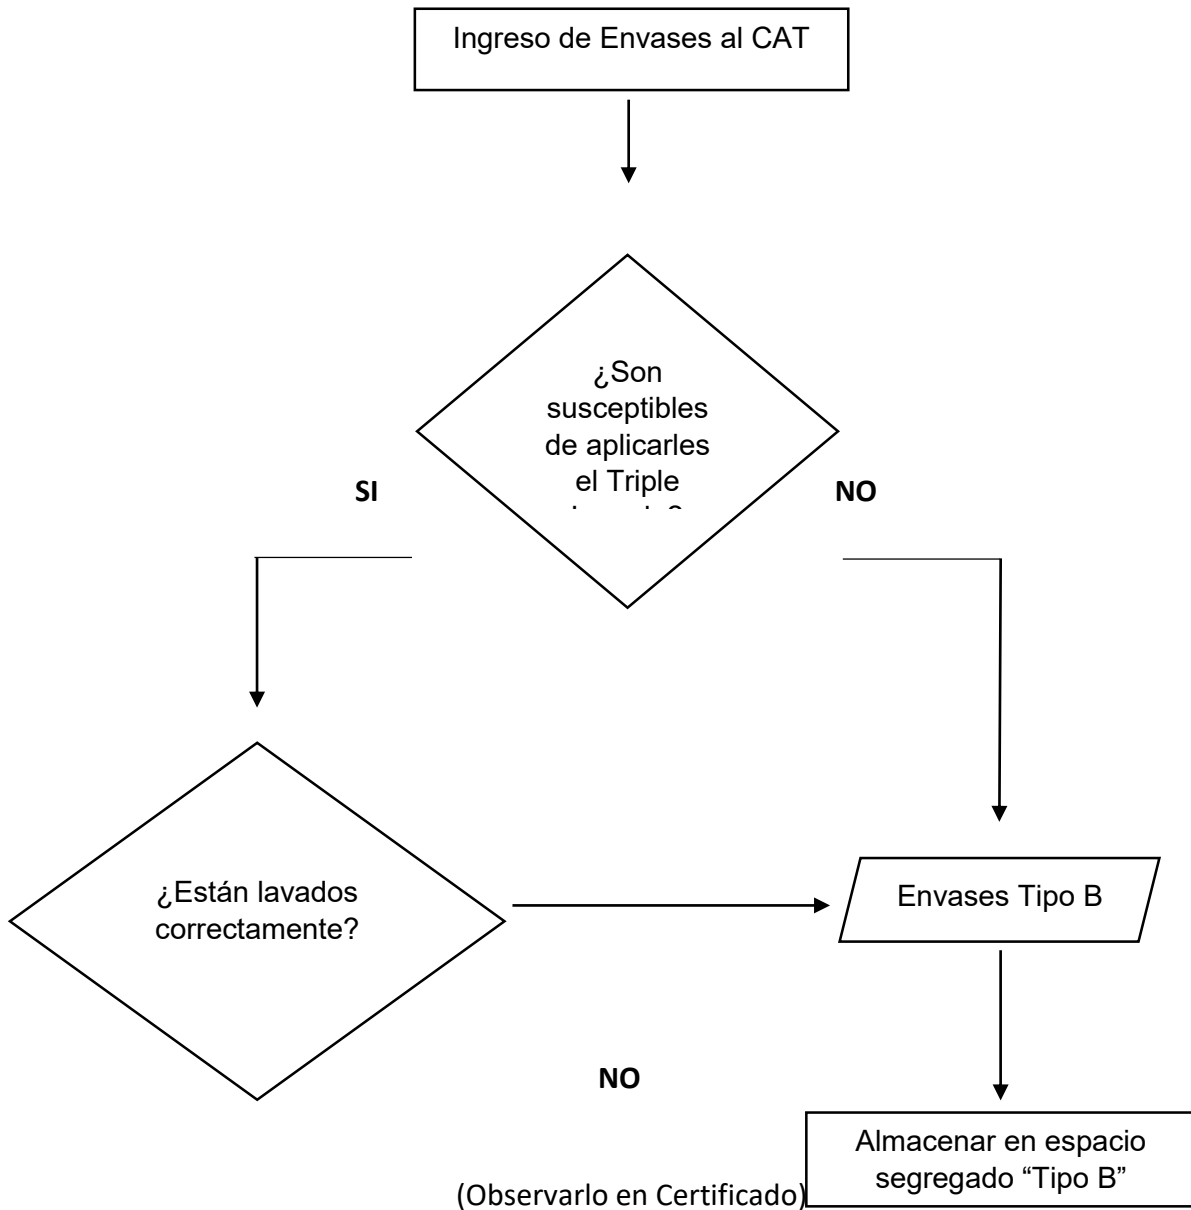 Ingreso de Envases al CAT
¿Son
susceptibles
de aplicarles
el Triple
SI
NO
¿Están lavados
correctamente?
Envases Tipo B
NO
Almacenar en espacio
segregado “Tipo B”
(Observarlo en Certificado)